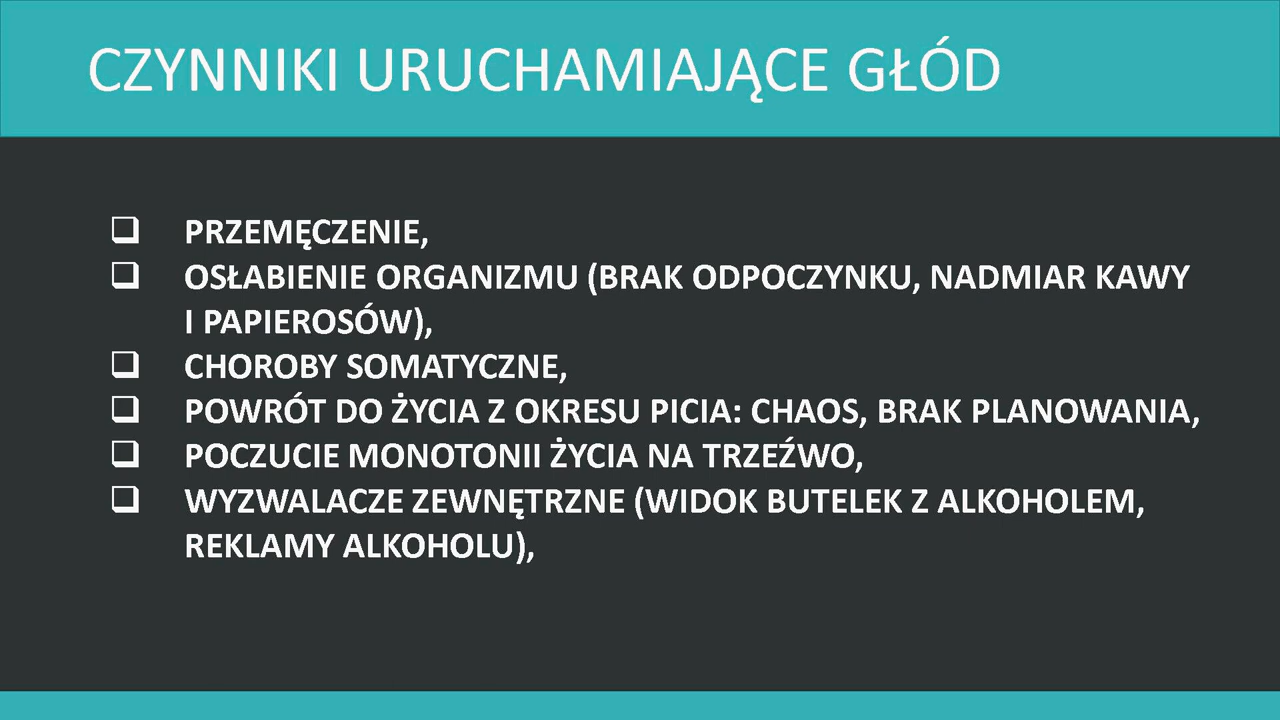 CZYNNIKI URUCHAMIAJĄCE GŁÓD
PRZEMĘCZENIE,
OSŁABIENIE ORGANIZMU (BRAK ODPOCZYNKU, NADMIAR KAWY
I PAPIEROSÓW),
CHOROBY SOMATYCZNE,
POWRÓT DO ŻYCIA Z OKRESU PICIA: CHAOS, BRAK PLANOWANIA,
POCZUCIE MONOTONII ŻYCIA NA TRZEŹWO,
WYZWALACZE ZEWNĘTRZNE (WIDOK BUTELEK Z ALKOHOLEM,
REKLAMY ALKOHOLU),